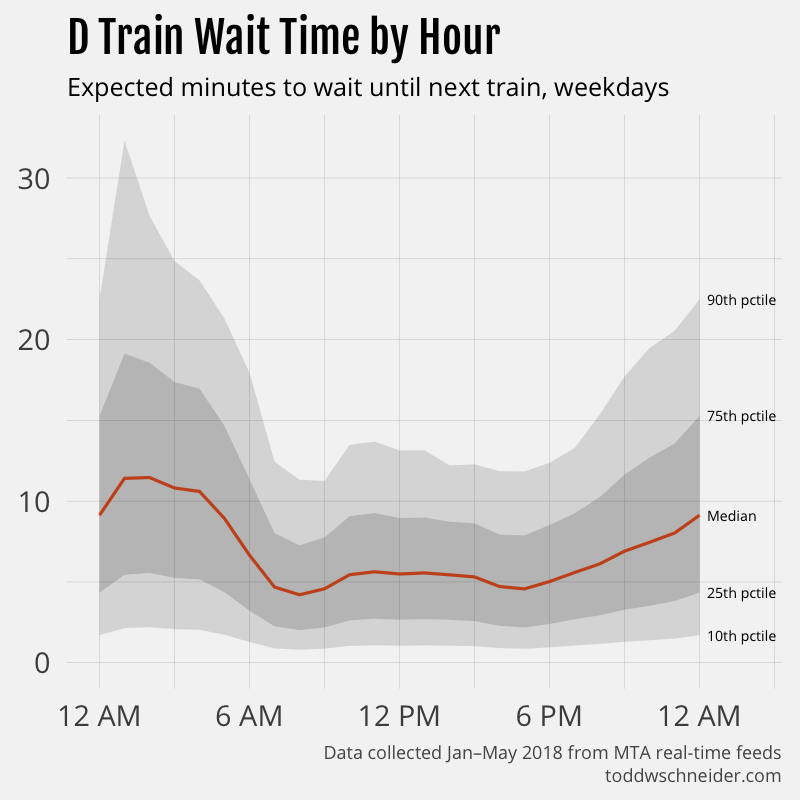 D Train Wait Time by Hour
Expected minutes to wait until next train, weekdays
30
20
10
0
90th pctile
75th pctile
Median
25th pctile
10th pctile
12 AM 6 AM 12 PM 6 PM 12 AM
Data collected Jan–May 2018 from MTA real-time feeds
toddwschneider.com